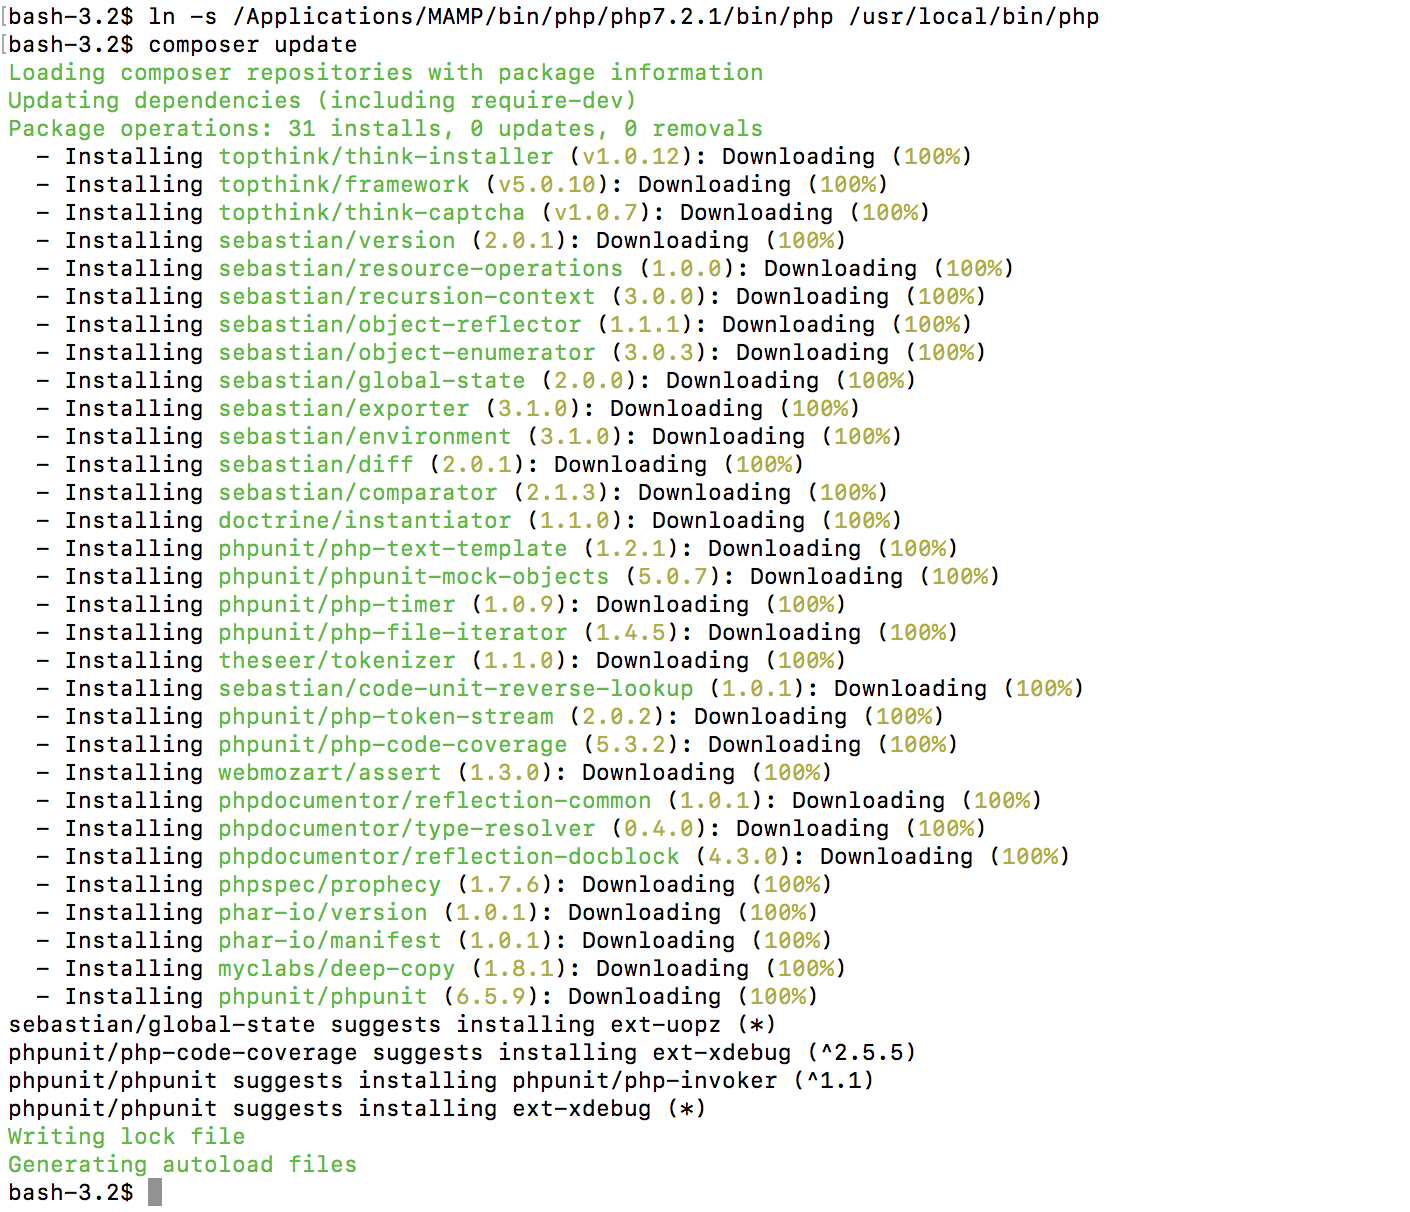 [bash-3.2$ ln -s /Applications/MAMP/bin/php/php7.2.1/bin/php /usr/local/bin/php
[bash-3.2$ composer update
Loading composer repositories with package information
Updating dependencies (including require-dev)
Package operations: 31 installs, 0 updates, 0 removals
  - Installing topthink/think-installer (v1.0.12): Downloading (100%)
  - Installing topthink/framework (v5.0.10): Downloading (100%)
  - Installing topthink/think-captcha (v1.0.7): Downloading (100%)
  - Installing sebastian/version (2.0.1): Downloading (100%)
  - Installing sebastian/resource-operations (1.0.0): Downloading (100%)
  - Installing sebastian/recursion-context (3.0.0): Downloading (100%)
  - Installing sebastian/object-reflector (1.1.1): Downloading (100%)
  - Installing sebastian/object-enumerator (3.0.3): Downloading (100%)
  - Installing sebastian/global-state (2.0.0): Downloading (100%)
  - Installing sebastian/exporter (3.1.0): Downloading (100%)
  - Installing sebastian/environment (3.1.0): Downloading (100%)
  - Installing sebastian/diff (2.0.1): Downloading (100%)
  - Installing sebastian/comparator (2.1.3): Downloading (100%)
  - Installing doctrine/instantiator (1.1.0): Downloading (100%)
  - Installing phpunit/php-text-template (1.2.1): Downloading (100%)
  - Installing phpunit/phpunit-mock-objects (5.0.7): Downloading (100%)
  - Installing phpunit/php-timer (1.0.9): Downloading (100%)
  - Installing phpunit/php-file-iterator (1.4.5): Downloading (100%)
  - Installing theseer/tokenizer (1.1.0): Downloading (100%)
  - Installing sebastian/code-unit-reverse-lookup (1.0.1): Downloading (100%)
  - Installing phpunit/php-token-stream (2.0.2): Downloading (100%)
  - Installing phpunit/php-code-coverage (5.3.2): Downloading (100%)
  - Installing webmozart/assert (1.3.0): Downloading (100%)
  - Installing phpdocumentor/reflection-common (1.0.1): Downloading (100%)
  - Installing phpdocumentor/type-resolver (0.4.0): Downloading (100%)
  - Installing phpdocumentor/reflection-docblock (4.3.0): Downloading (100%)
  - Installing phpspec/prophecy (1.7.6): Downloading (100%)
  - Installing phar-io/version (1.0.1): Downloading (100%)
  - Installing phar-io/manifest (1.0.1): Downloading (100%)
  - Installing myclabs/deep-copy (1.8.1): Downloading (100%)
  - Installing phpunit/phpunit (6.5.9): Downloading (100%)
sebastian/global-state suggests installing ext-uopz (*)
phpunit/php-code-coverage suggests installing ext-xdebug (^2.5.5)
phpunit/phpunit suggests installing phpunit/php-invoker (^1.1)
phpunit/phpunit suggests installing ext-xdebug (*)
Writing lock file
Generating autoload files
bash-3.2$